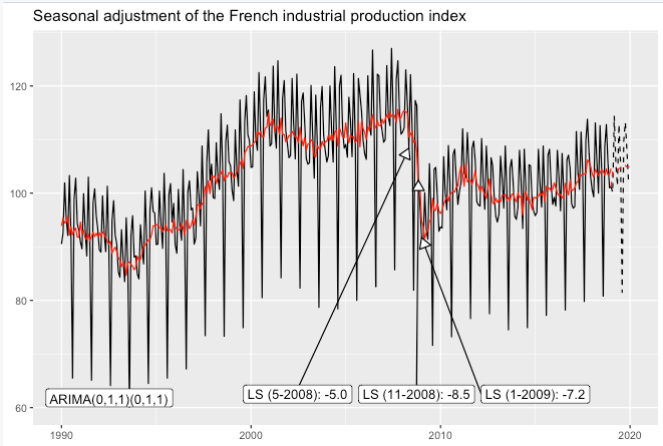 Seasonal adjustment of the French industrial production index
120
100
80
60
ARIMA(0,1,1)(0,1,1)
LS (5-2008): -5.0
LS (11-2008): -8.5
LS (1-2009): -7.2
1990
2000
2010
2020